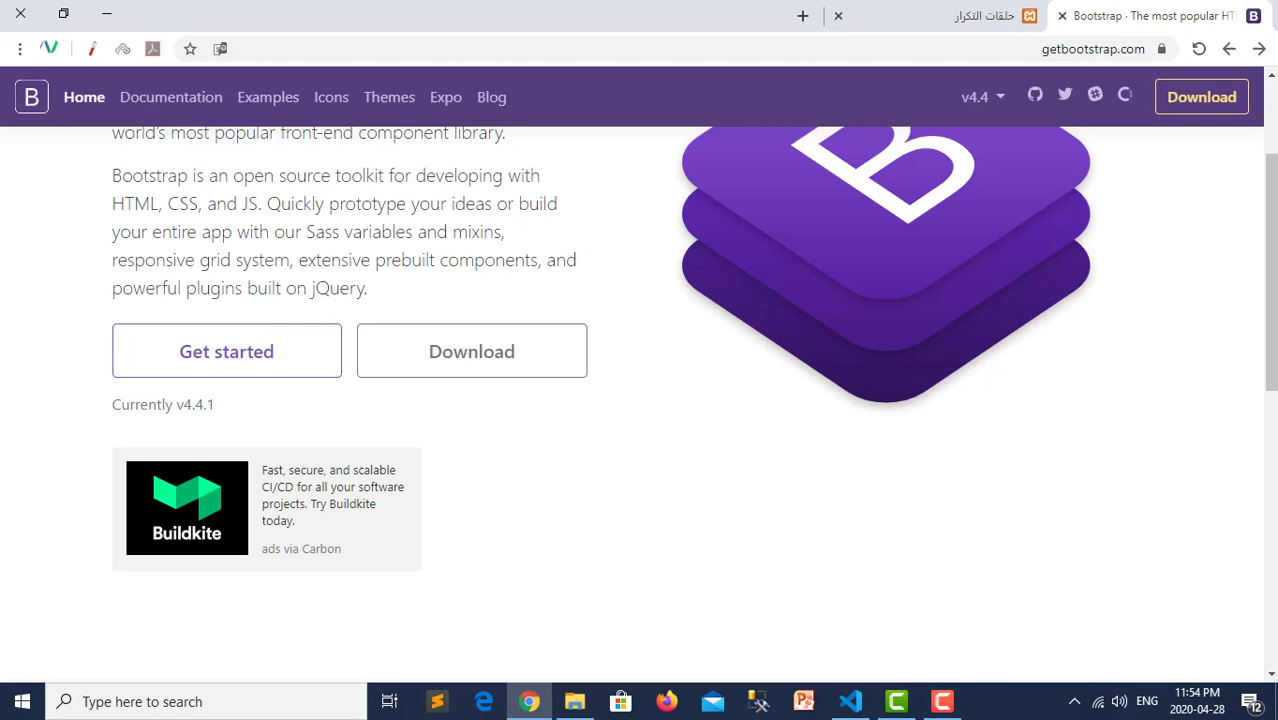 حلقات التكرار
Bootstrap · The most popular HT
getbootstrap.com
B Home Documentation Examples Icons Themes Expo Blog v4.4 Download
world's most popular front-end component library.
Bootstrap is an open source toolkit for developing with
HTML, CSS, and JS. Quickly prototype your ideas or build
your entire app with our Sass variables and mixins,
responsive grid system, extensive prebuilt components, and
powerful plugins built on jQuery.
Get started Download
Currently v4.4.1
Fast, secure, and scalable
CI/CD for all your software
projects. Try Buildkite
today.
Buildkite
ads via Carbon
B
Type here to search
ENG
11:54 PM
2020-04-28
12